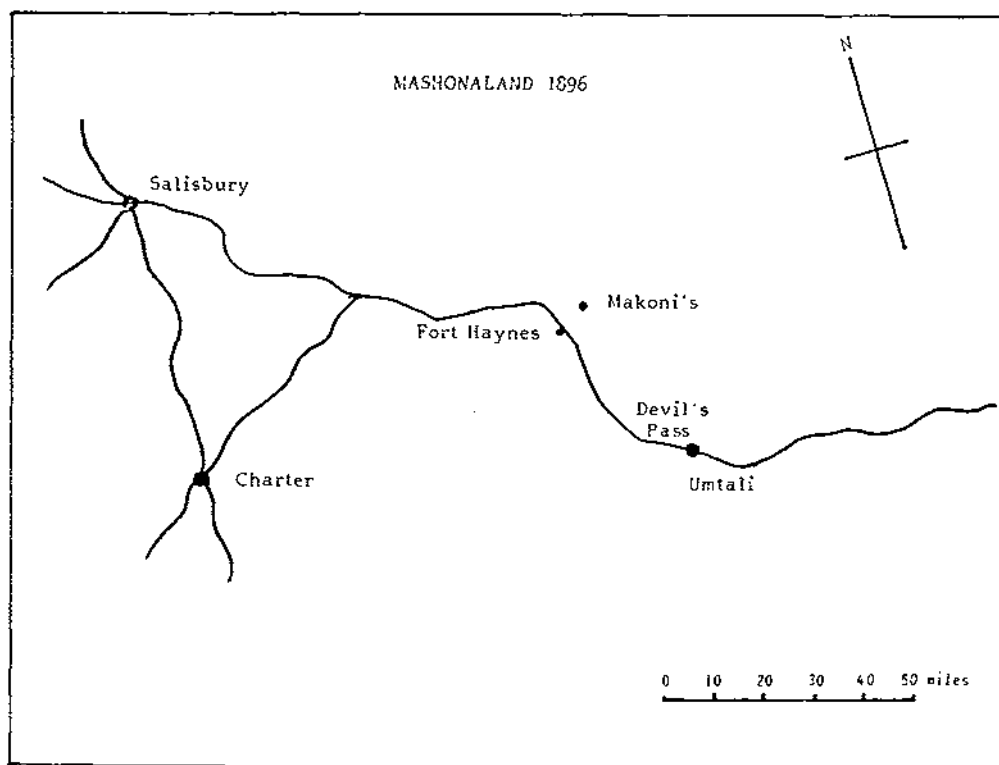 N
MASHONALAND 1896
Salisbury
Makoni's
Fort Haynes
Devil's
Pass
Umtali
Charter
0 10 20 30 40 50 miles